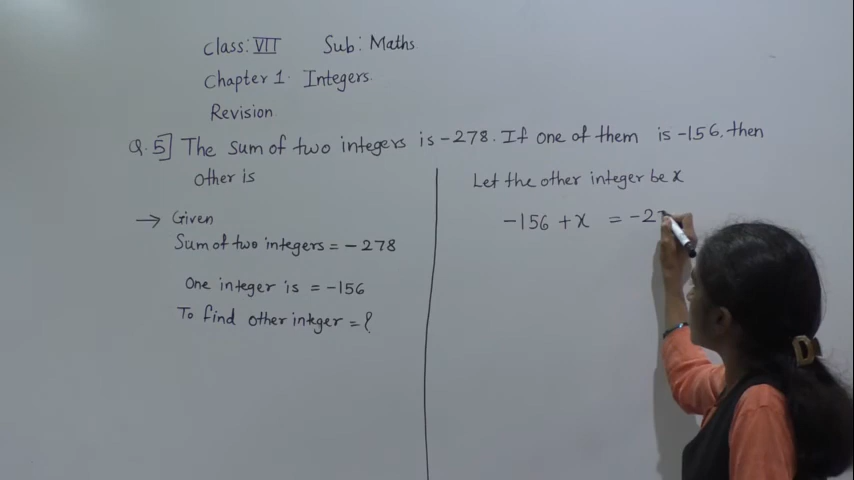 Class: VII Sub: Maths
Chapter 1. Integers.
Revision
Q.5] The sum of two integers is -278. If one of them is -156, then
other is
→ Given
Sum of two integers = -278
One integer is = -156
To find other integer = ?
Let the other integer be x
-156 + x = -27